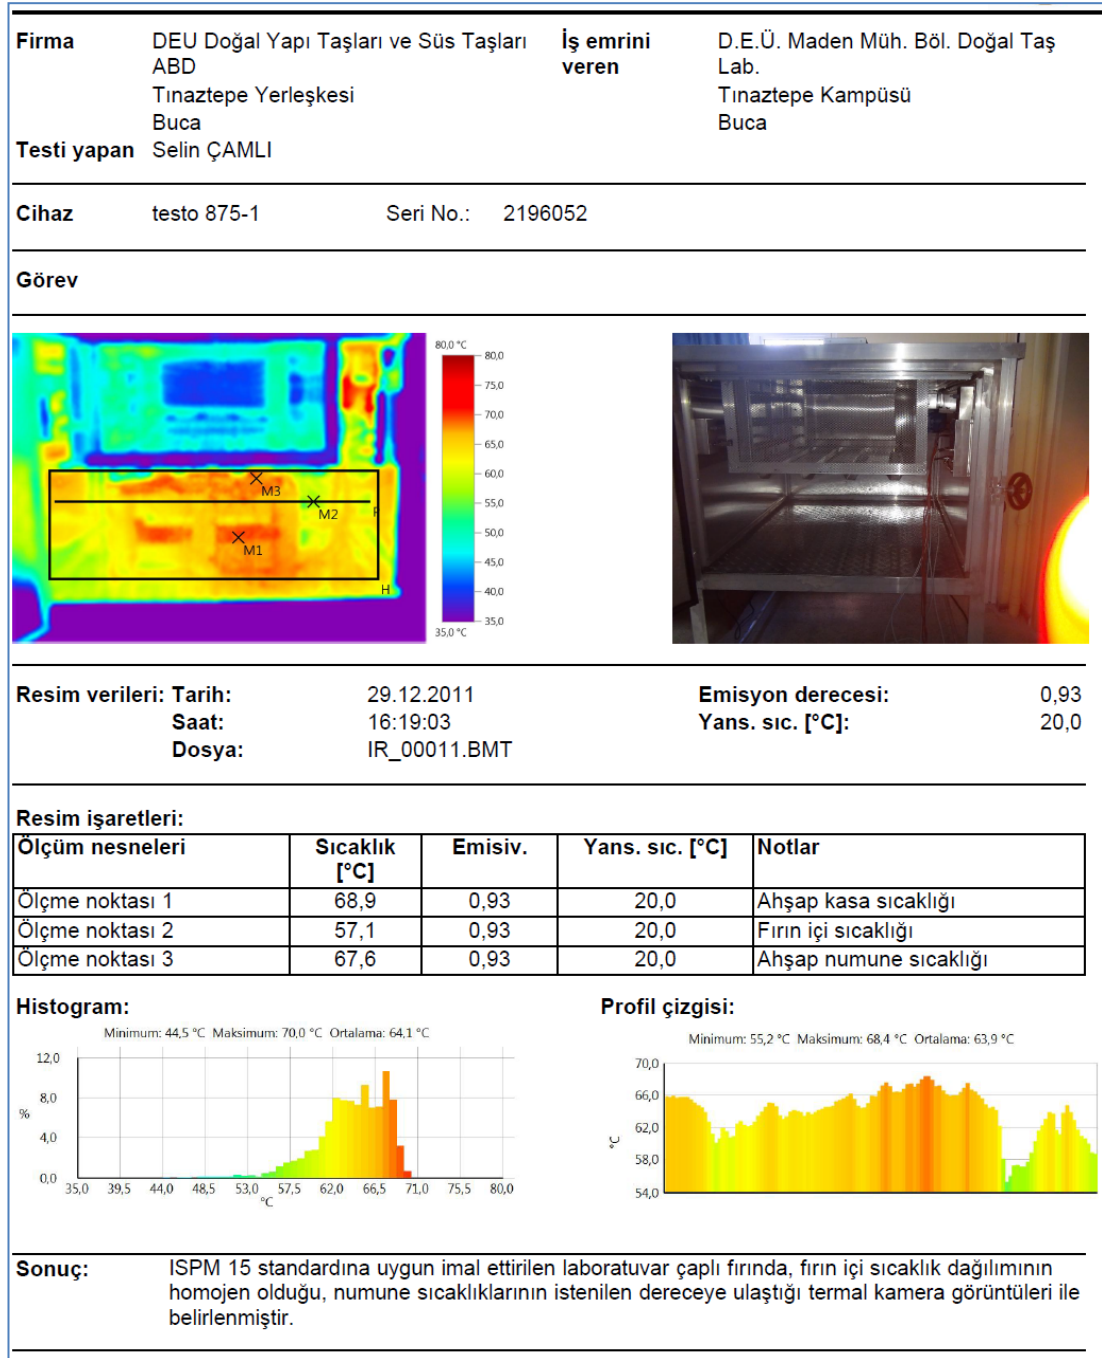 Firma DEU Doğal Yapı Taşları ve Süs Taşları ABD
Tınaztepe Yerleşkesi
Buca
İş emrini veren D.E.Ü. Maden Müh. Böl. Doğal Taş Lab.
Tınaztepe Kampüsü
Buca
Testi yapan Selin ÇAMLI
Cihaz testo 875-1 Seri No.: 2196052
Görev
80,0 °C
80,0
75,0
70,0
65,0
60,0
55,0
50,0
45,0
40,0
35,0
35,0 °C
M3
M2
P
M1
H
Resim verileri: Tarih: 29.12.2011 Emisyon derecesi: 0,93
Saat: 16:19:03 Yans. sıc. [°C]: 20,0
Dosya: IR_00011.BMT
Resim işaretleri:
Ölçüm nesneleri Sıcaklık [°C] Emisiv. Yans. sıc. [°C] Notlar
Ölçme noktası 1 68,9 0,93 20,0 Ahşap kasa sıcaklığı
Ölçme noktası 2 57,1 0,93 20,0 Fırın içi sıcaklığı
Ölçme noktası 3 67,6 0,93 20,0 Ahşap numune sıcaklığı
Histogram:
Minimum: 44,5 °C Maksimum: 70,0 °C Ortalama: 64,1 °C
12,0
8,0
%
4,0
0,0
35,0 39,5 44,0 48,5 53,0 57,5 62,0 66,5 71,0 75,5 80,0
°C
Profil çizgisi:
Minimum: 55,2 °C Maksimum: 68,4 °C Ortalama: 63,9 °C
70,0
66,0
62,0
°C
58,0
54,0
Sonuç: ISPM 15 standardına uygun imal ettirilen laboratuvar çaplı fırında, fırın içi sıcaklık dağılımının
homojen olduğu, numune sıcaklıklarının istenilen dereceye ulaştığı termal kamera görüntüleri ile
belirlenmiştir.